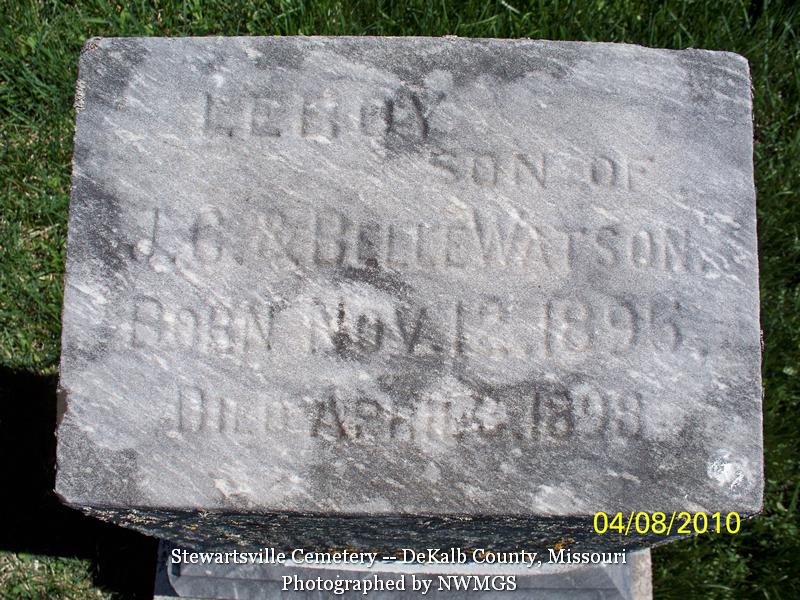 LEROY
SON OF
J. C. & BELLE WATSON.
BORN NOV. 12, 1896.
DIED APRIL 1898
04/08/2010
Stewartsville Cemetery -- DeKalb County, Missouri
Photographed by NWMGS